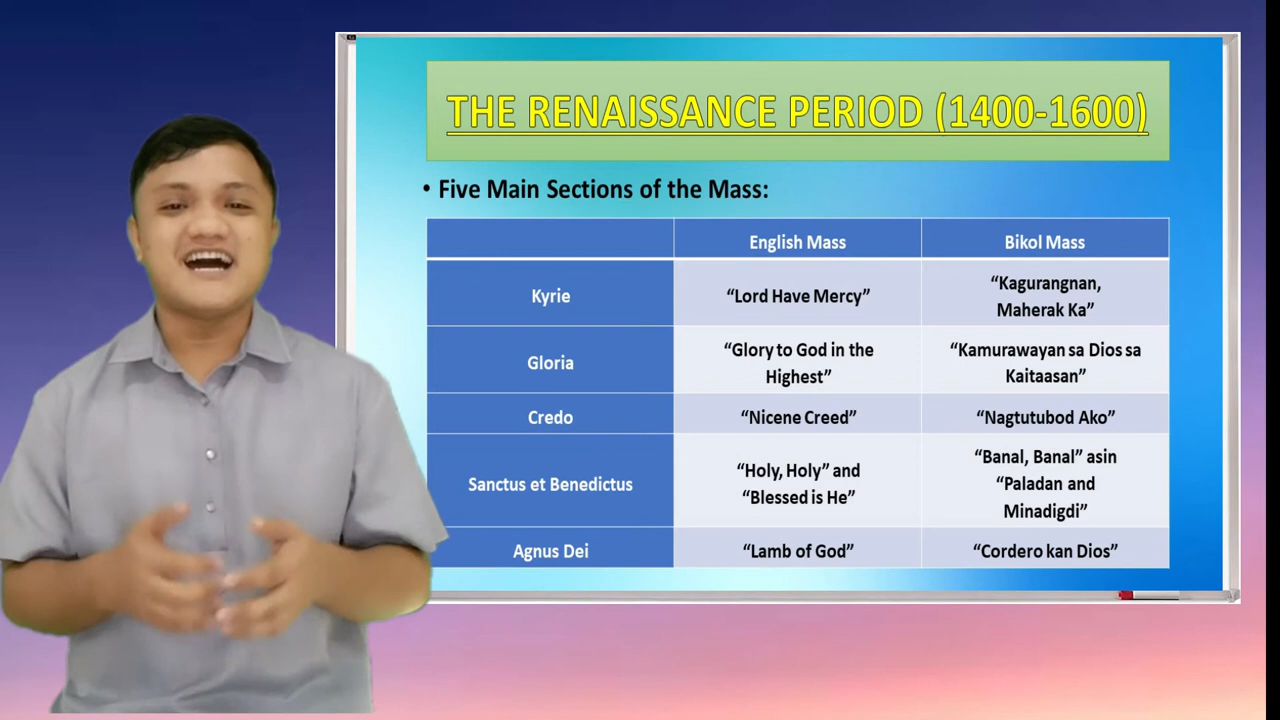 THE RENAISSANCE PERIOD (1400-1600)
• Five Main Sections of the Mass:
English Mass
Bikol Mass
Kyrie
“Lord Have Mercy”
“Kagurangnan,
Maherak Ka”
Gloria
“Glory to God in the
Highest”
“Kamurawayan sa Dios sa
Kaitaasan”
Credo
“Nicene Creed”
“Nagtutubod Ako”
Sanctus et Benedictus
“Holy, Holy” and
“Blessed is He”
“Banal, Banal” asin
“Paladan and
Minadigdi”
Agnus Dei
“Lamb of God”
“Cordero kan Dios”